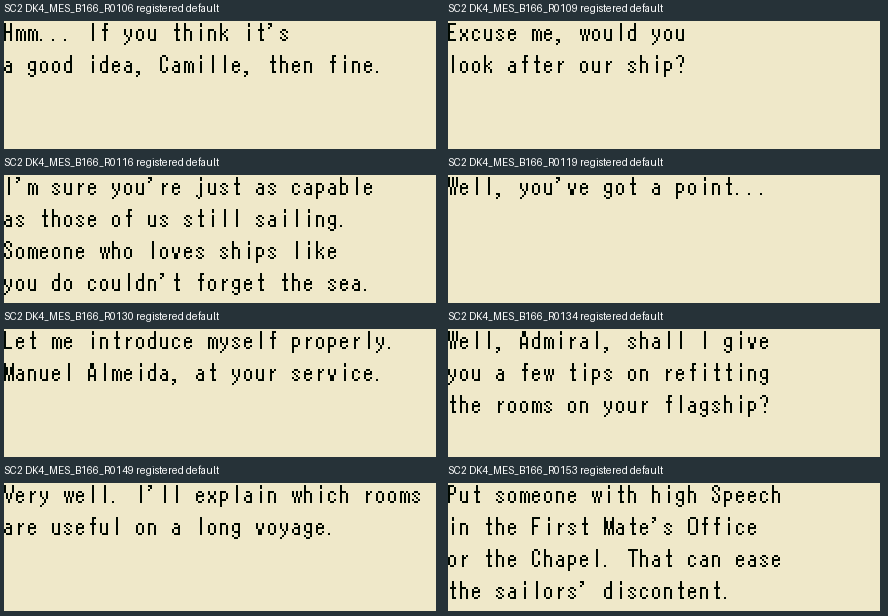 SC2 DK4_MES_B166_R0106 registered default
Hmm... If you think it's
a good idea, Camille, then fine.
SC2 DK4_MES_B166_R0109 registered default
Excuse me, would you
look after our ship?
SC2 DK4_MES_B166_R0116 registered default
I'm sure you're just as capable
as those of us still sailing.
Someone who loves ships like
you do couldn't forget the sea.
SC2 DK4_MES_B166_R0119 registered default
Well, you've got a point...
SC2 DK4_MES_B166_R0130 registered default
Let me introduce myself properly.
Manuel Almeida, at your service.
SC2 DK4_MES_B166_R0134 registered default
Well, Admiral, shall I give
you a few tips on refitting
the rooms on your flagship?
SC2 DK4_MES_B166_R0149 registered default
Very well. I'll explain which rooms
are useful on a long voyage.
SC2 DK4_MES_B166_R0153 registered default
Put someone with high Speech
in the First Mate's Office
or the Chapel. That can ease
the sailors' discontent.